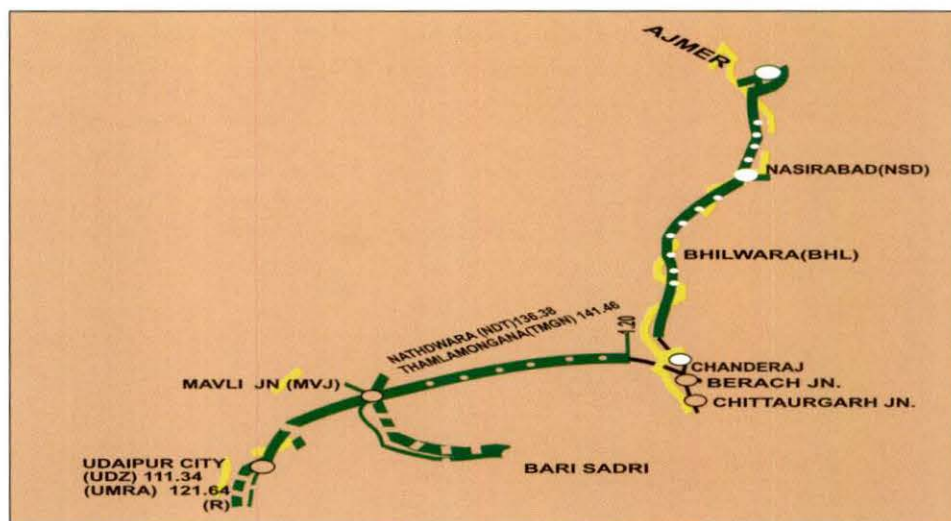 AJMER
NASIRABAD(NSD)
BHILWARA(BHL)
NATHDWARA (NDT)136.38
THAMLAMONGANA(TMGN) 141.46
1.20
CHANDERAJ
MAVLI JN (MVJ)
BERACH JN.
CHITTAURGARH JN.
UDAIPUR CITY
(UDZ) 111.34
(UMRA) 121.64
(R)
BARI SADRI